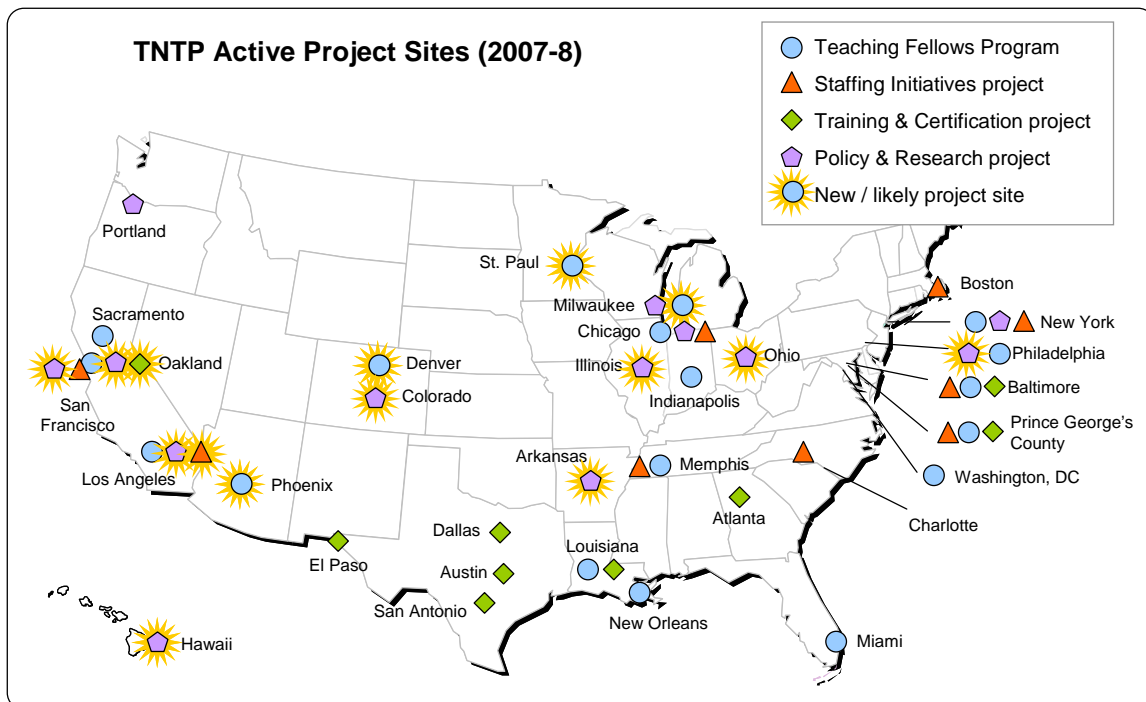 TNTP Active Project Sites (2007-8)
Teaching Fellows Program
Staffing Initiatives project
Training & Certification project
Policy & Research project
New / likely project site
Portland
St. Paul
Boston
Sacramento
Milwaukee
Chicago
New York
Oakland
Denver
Illinois
Ohio
Philadelphia
San
Francisco
Colorado
Indianapolis
Baltimore
Prince George's
County
Los Angeles
Phoenix
Arkansas
Memphis
Washington, DC
Atlanta
Charlotte
Dallas
El Paso
Louisiana
Austin
San Antonio
New Orleans
Hawaii
Miami